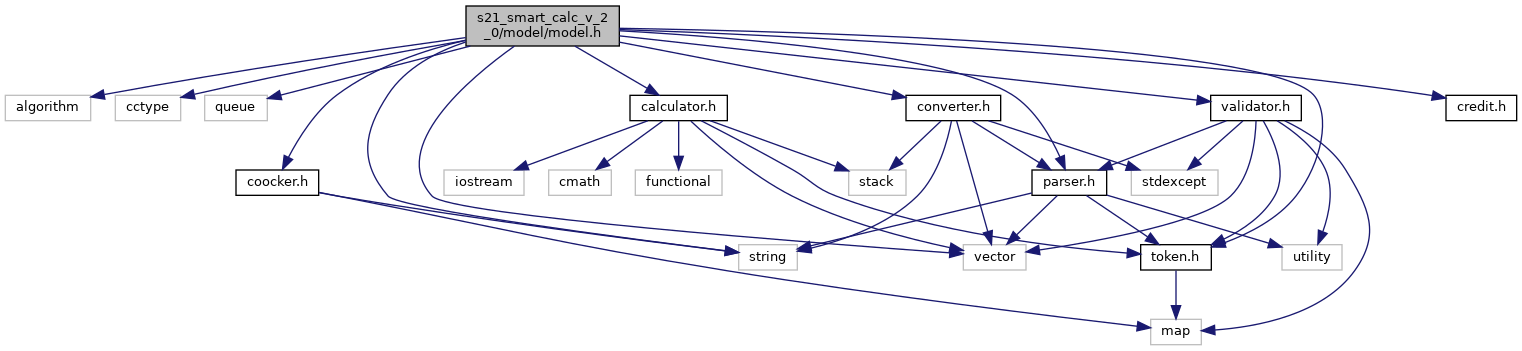 s21_smart_calc_v_2
_0/model/model.h
algorithm
cctype
queue
calculator.h
converter.h
validator.h
credit.h
coocker.h
iostream
cmath
functional
stack
parser.h
stdexcept
string
vector
token.h
utility
map